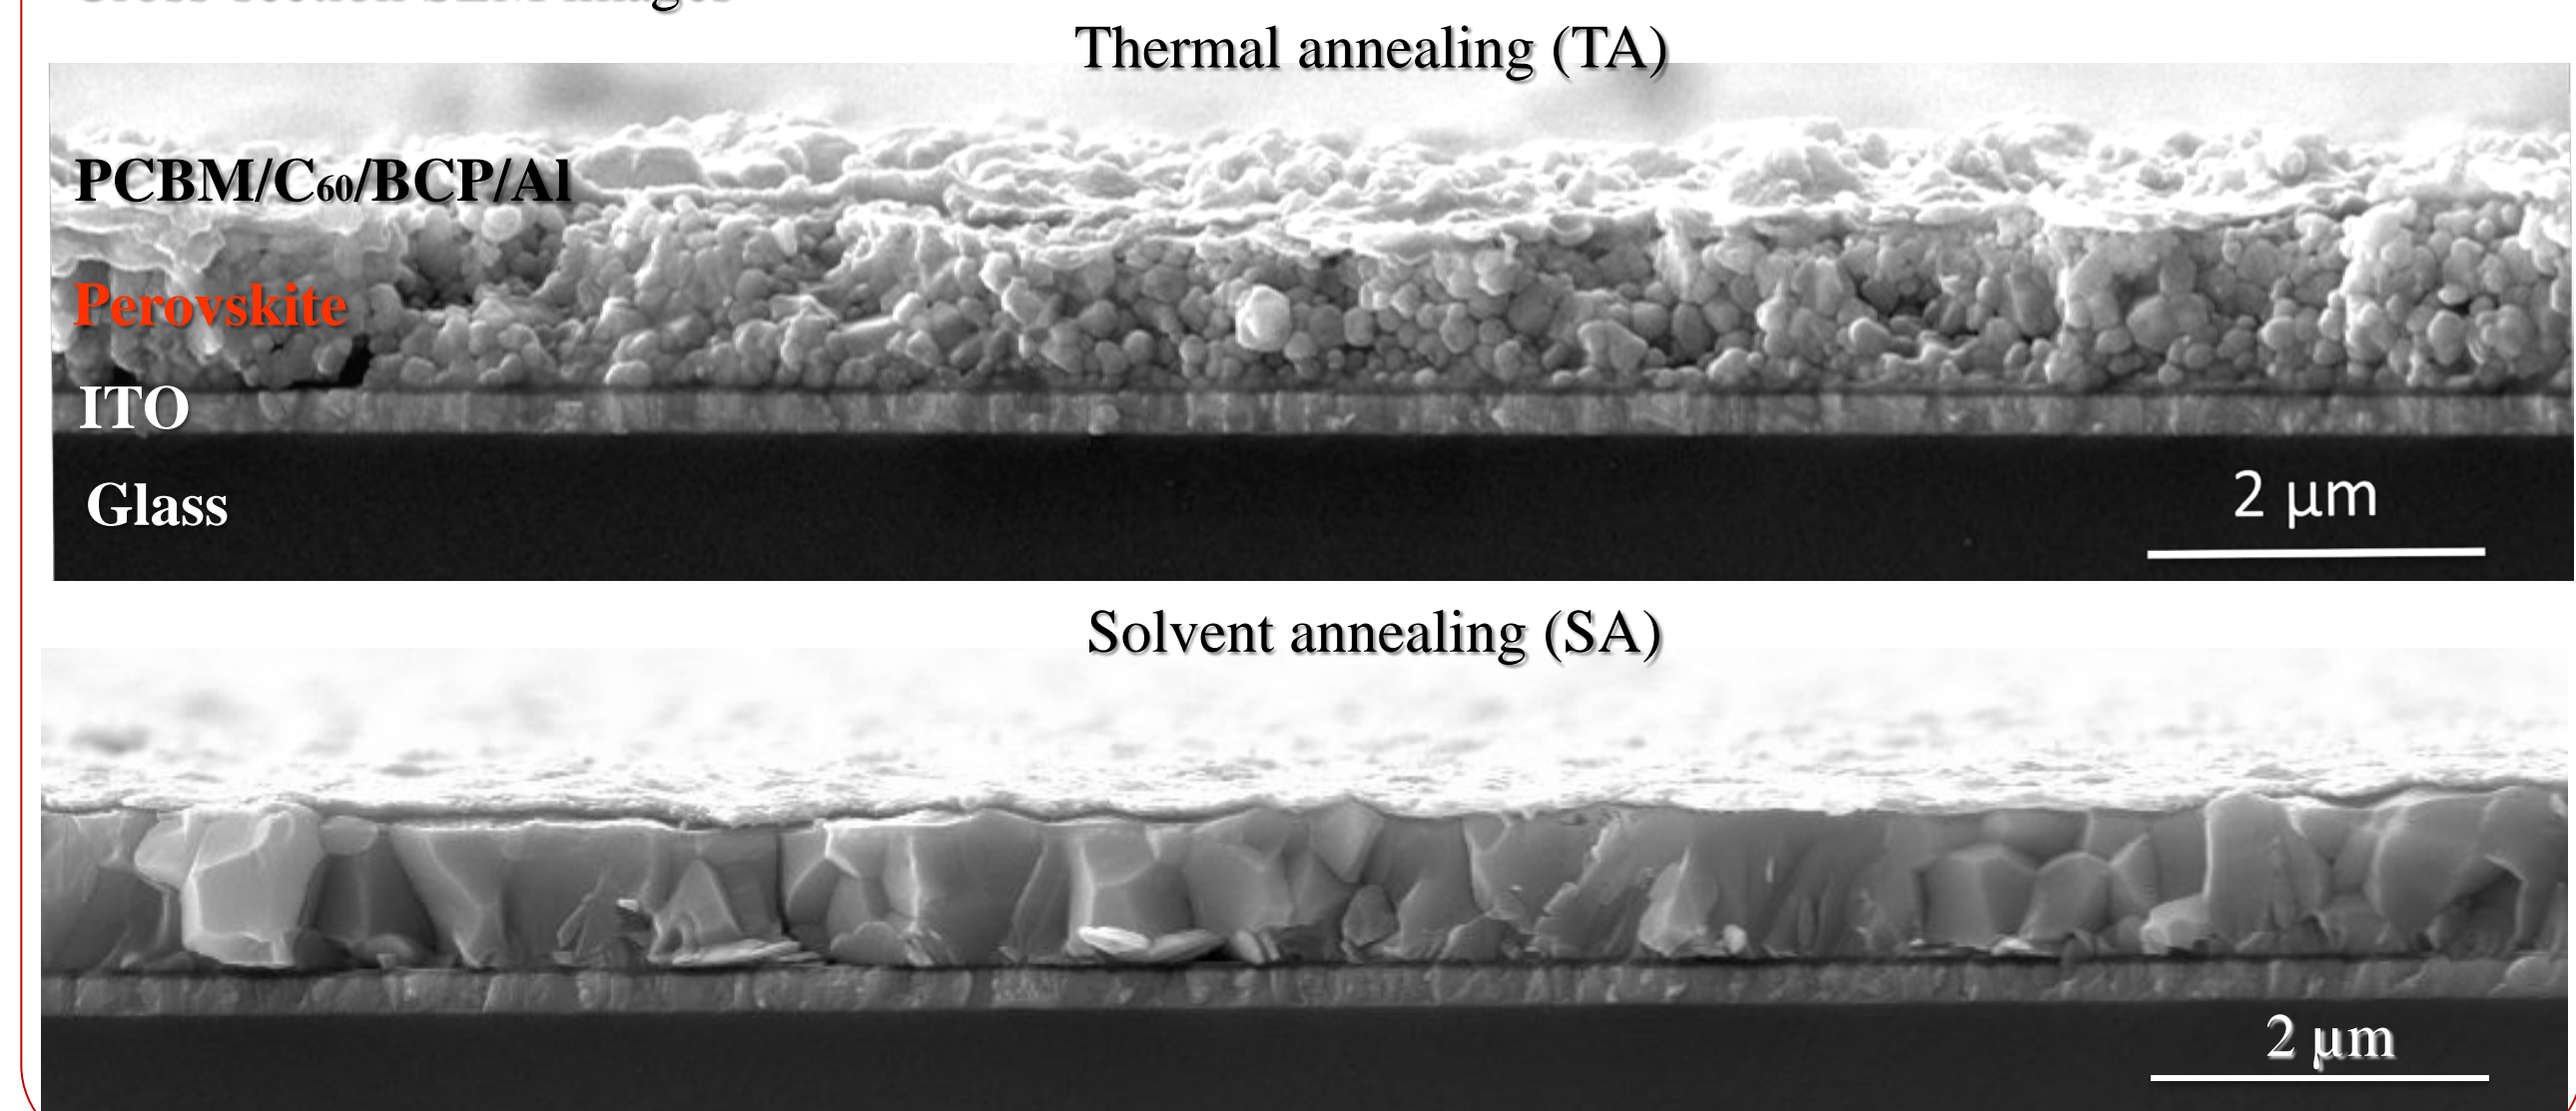 Thermal annealing (TA)
PCBM/C₆₀/BCP/Al
Perovskite
ITO
Glass
2 μm
Solvent annealing (SA)
2 μm